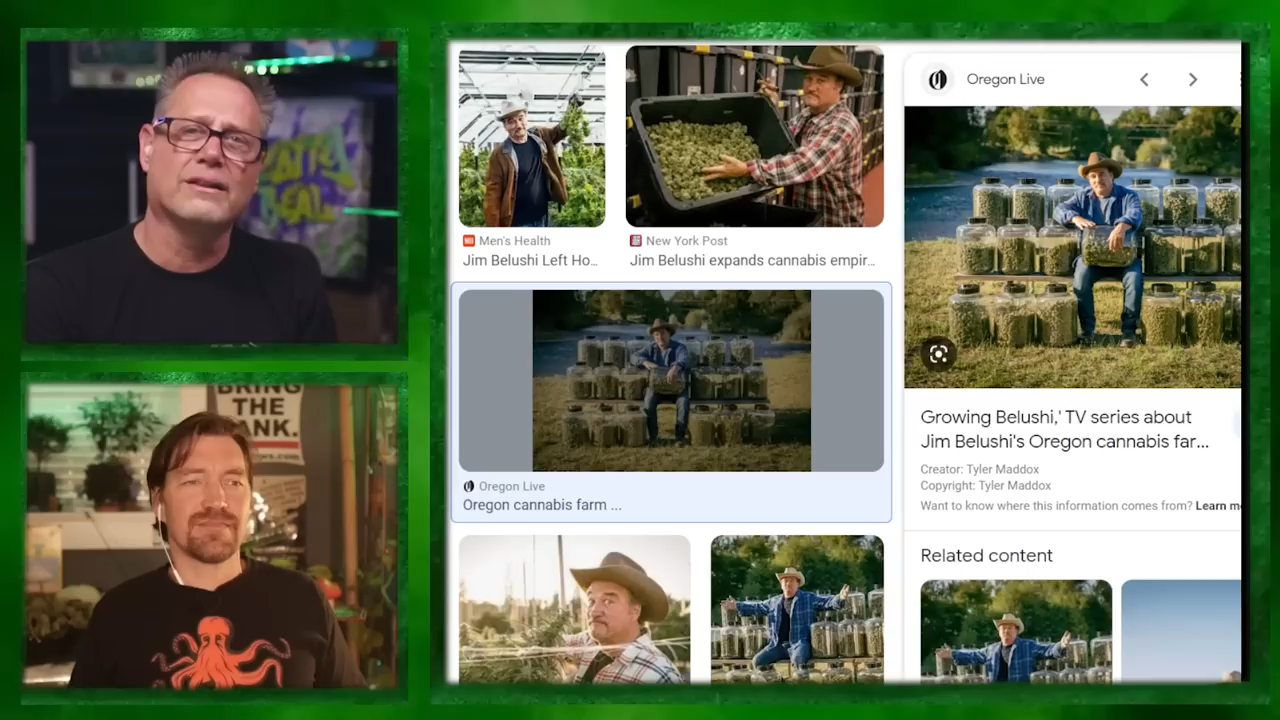 BRING
THE
ANK.
Men's Health
Jim Belushi Left Ho...
New York Post
Jim Belushi expands cannabis empir...
Oregon Live
Oregon cannabis farm ...
Oregon Live
Growing Belushi,' TV series about
Jim Belushi's Oregon cannabis far...
Creator: Tyler Maddox
Copyright: Tyler Maddox
Want to know where this information comes from? Learn m
Related content